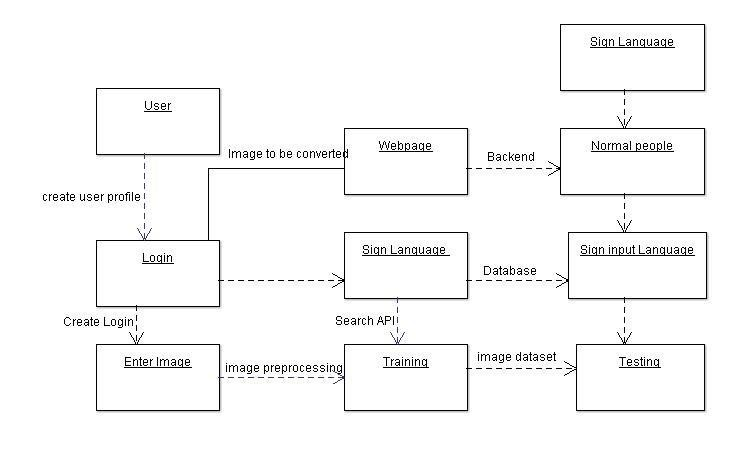 Sign Language
User
Webpage
Normal people
Image to be converted
Backend
create user profile
Login
Sign Language
Sign input Language
Database
Create Login
Search API
Enter Image
Training
Testing
image preprocessing
image dataset